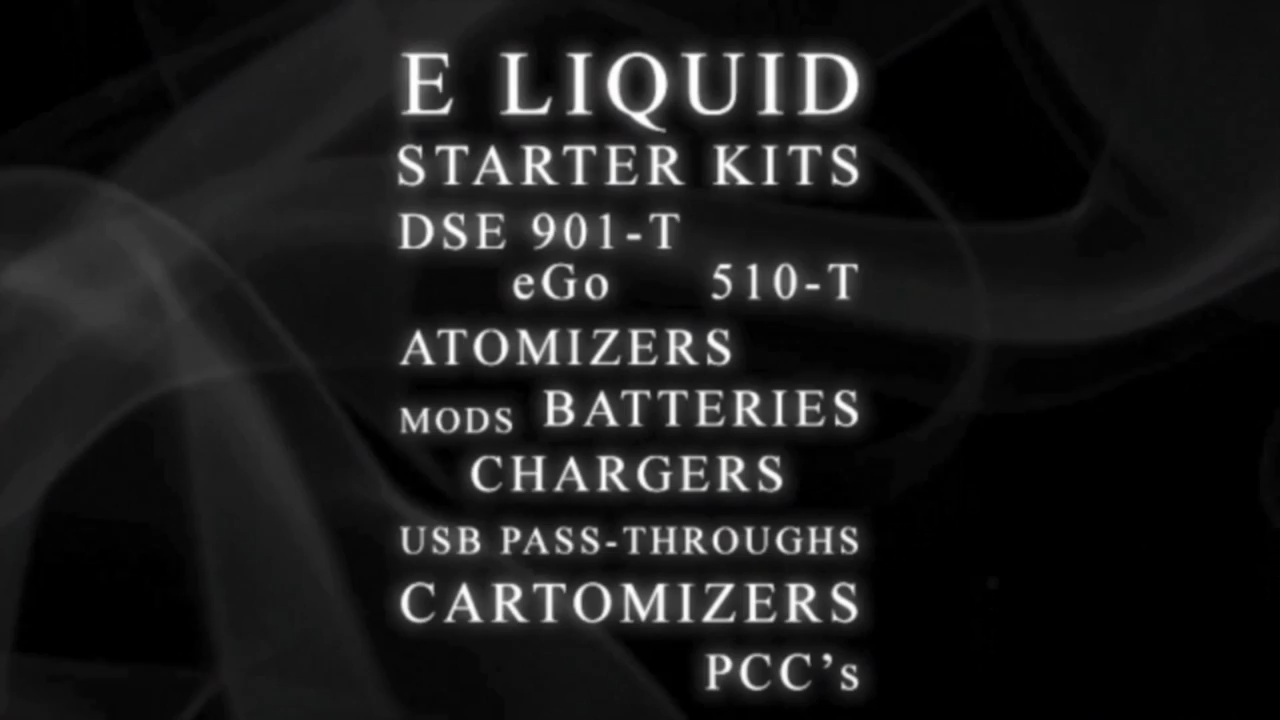 E LIQUID
STARTER KITS
DSE 901-T
eGo 510-T
ATOMIZERS
MODS BATTERIES
CHARGERS
USB PASS-THROUGHS
CARTOMIZERS
PCC’s